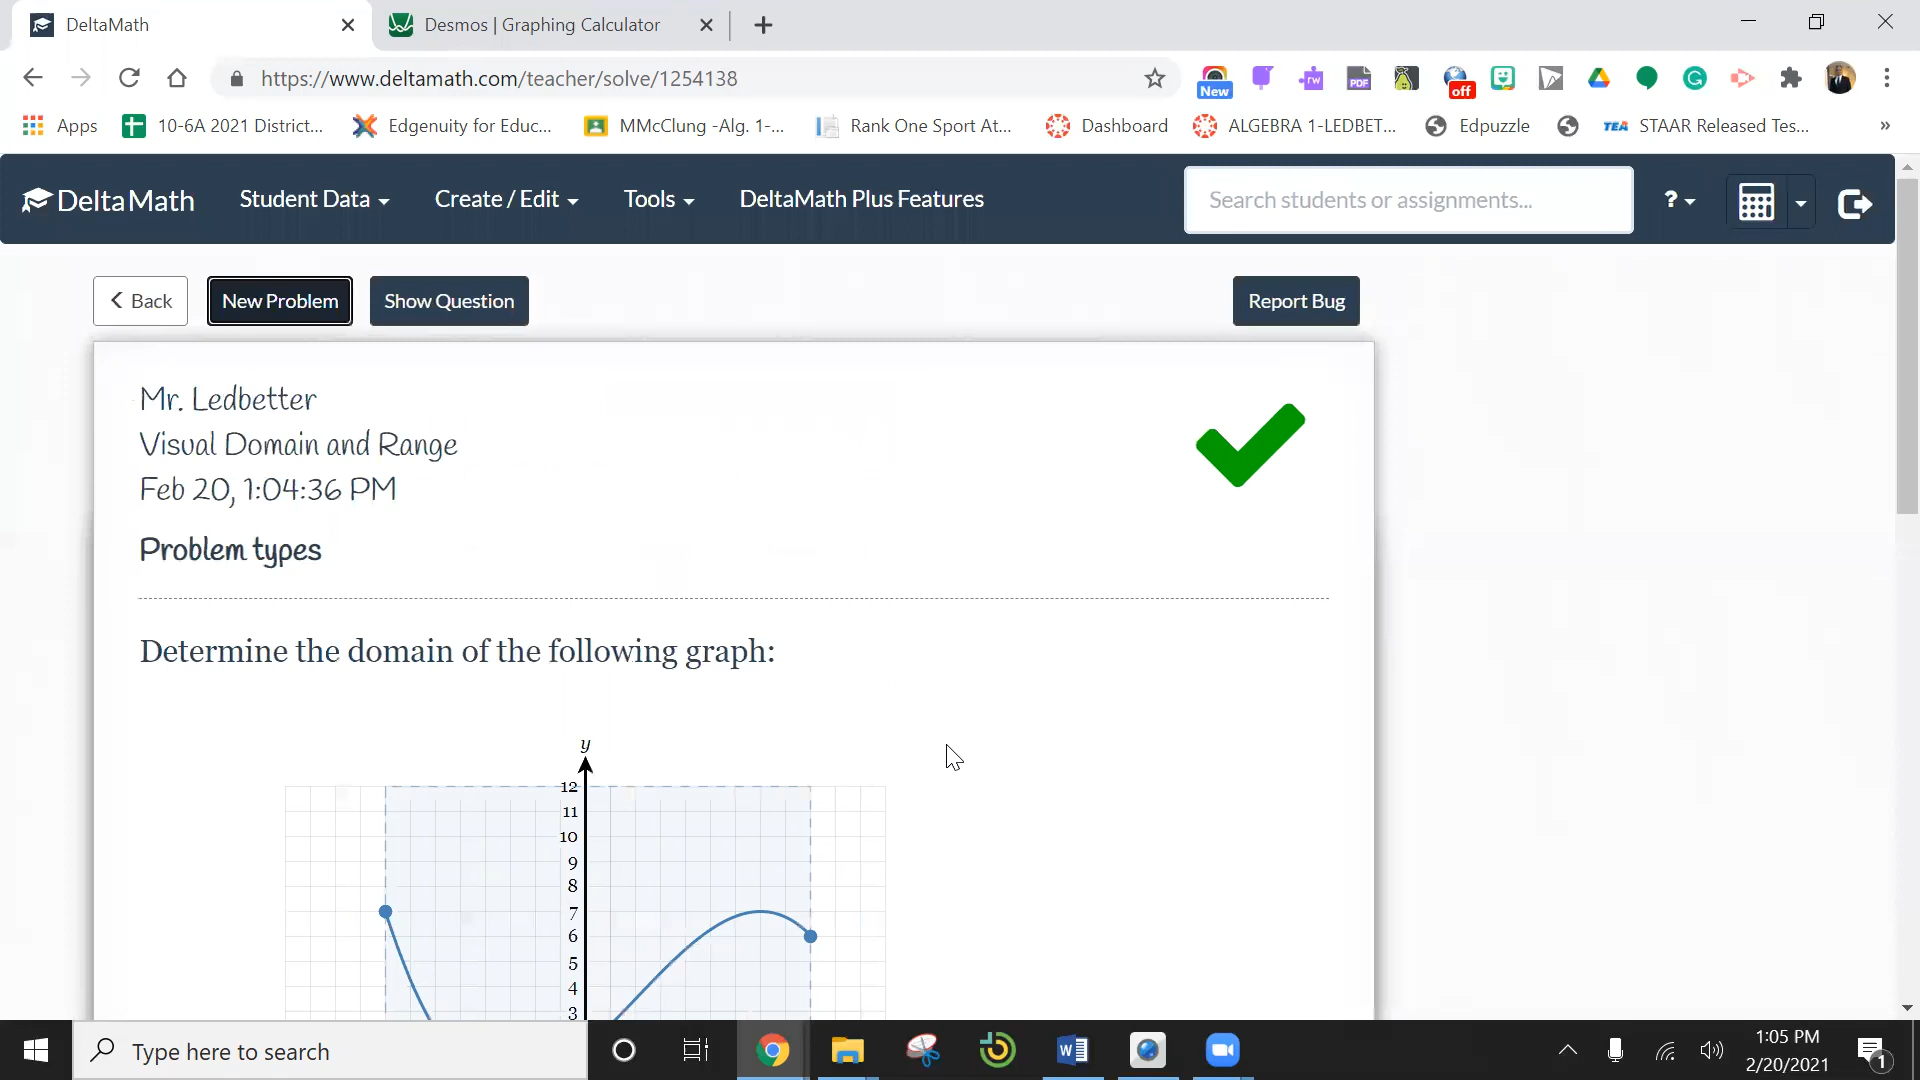 DeltaMath
Desmos | Graphing Calculator
https://www.deltamath.com/teacher/solve/1254138
New
rw
PDF
off
Apps
10-6A 2021 District...
Edgenuity for Educ...
MMcClung -Alg. 1-...
Rank One Sport At...
Dashboard
ALGEBRA 1-LEDBET...
Edpuzzle
TEA
STAAR Released Tes...
»
DeltaMath
Student Data
Create / Edit
Tools
DeltaMath Plus Features
Search students or assignments...
?
Back
New Problem
Show Question
Report Bug
Mr. Ledbetter
Visual Domain and Range
Feb 20, 1:04:36 PM
Problem types
Determine the domain of the following graph:
y
12
11
10
9
8
7
6
5
4
3
Type here to search
1:05 PM
2/20/2021
1